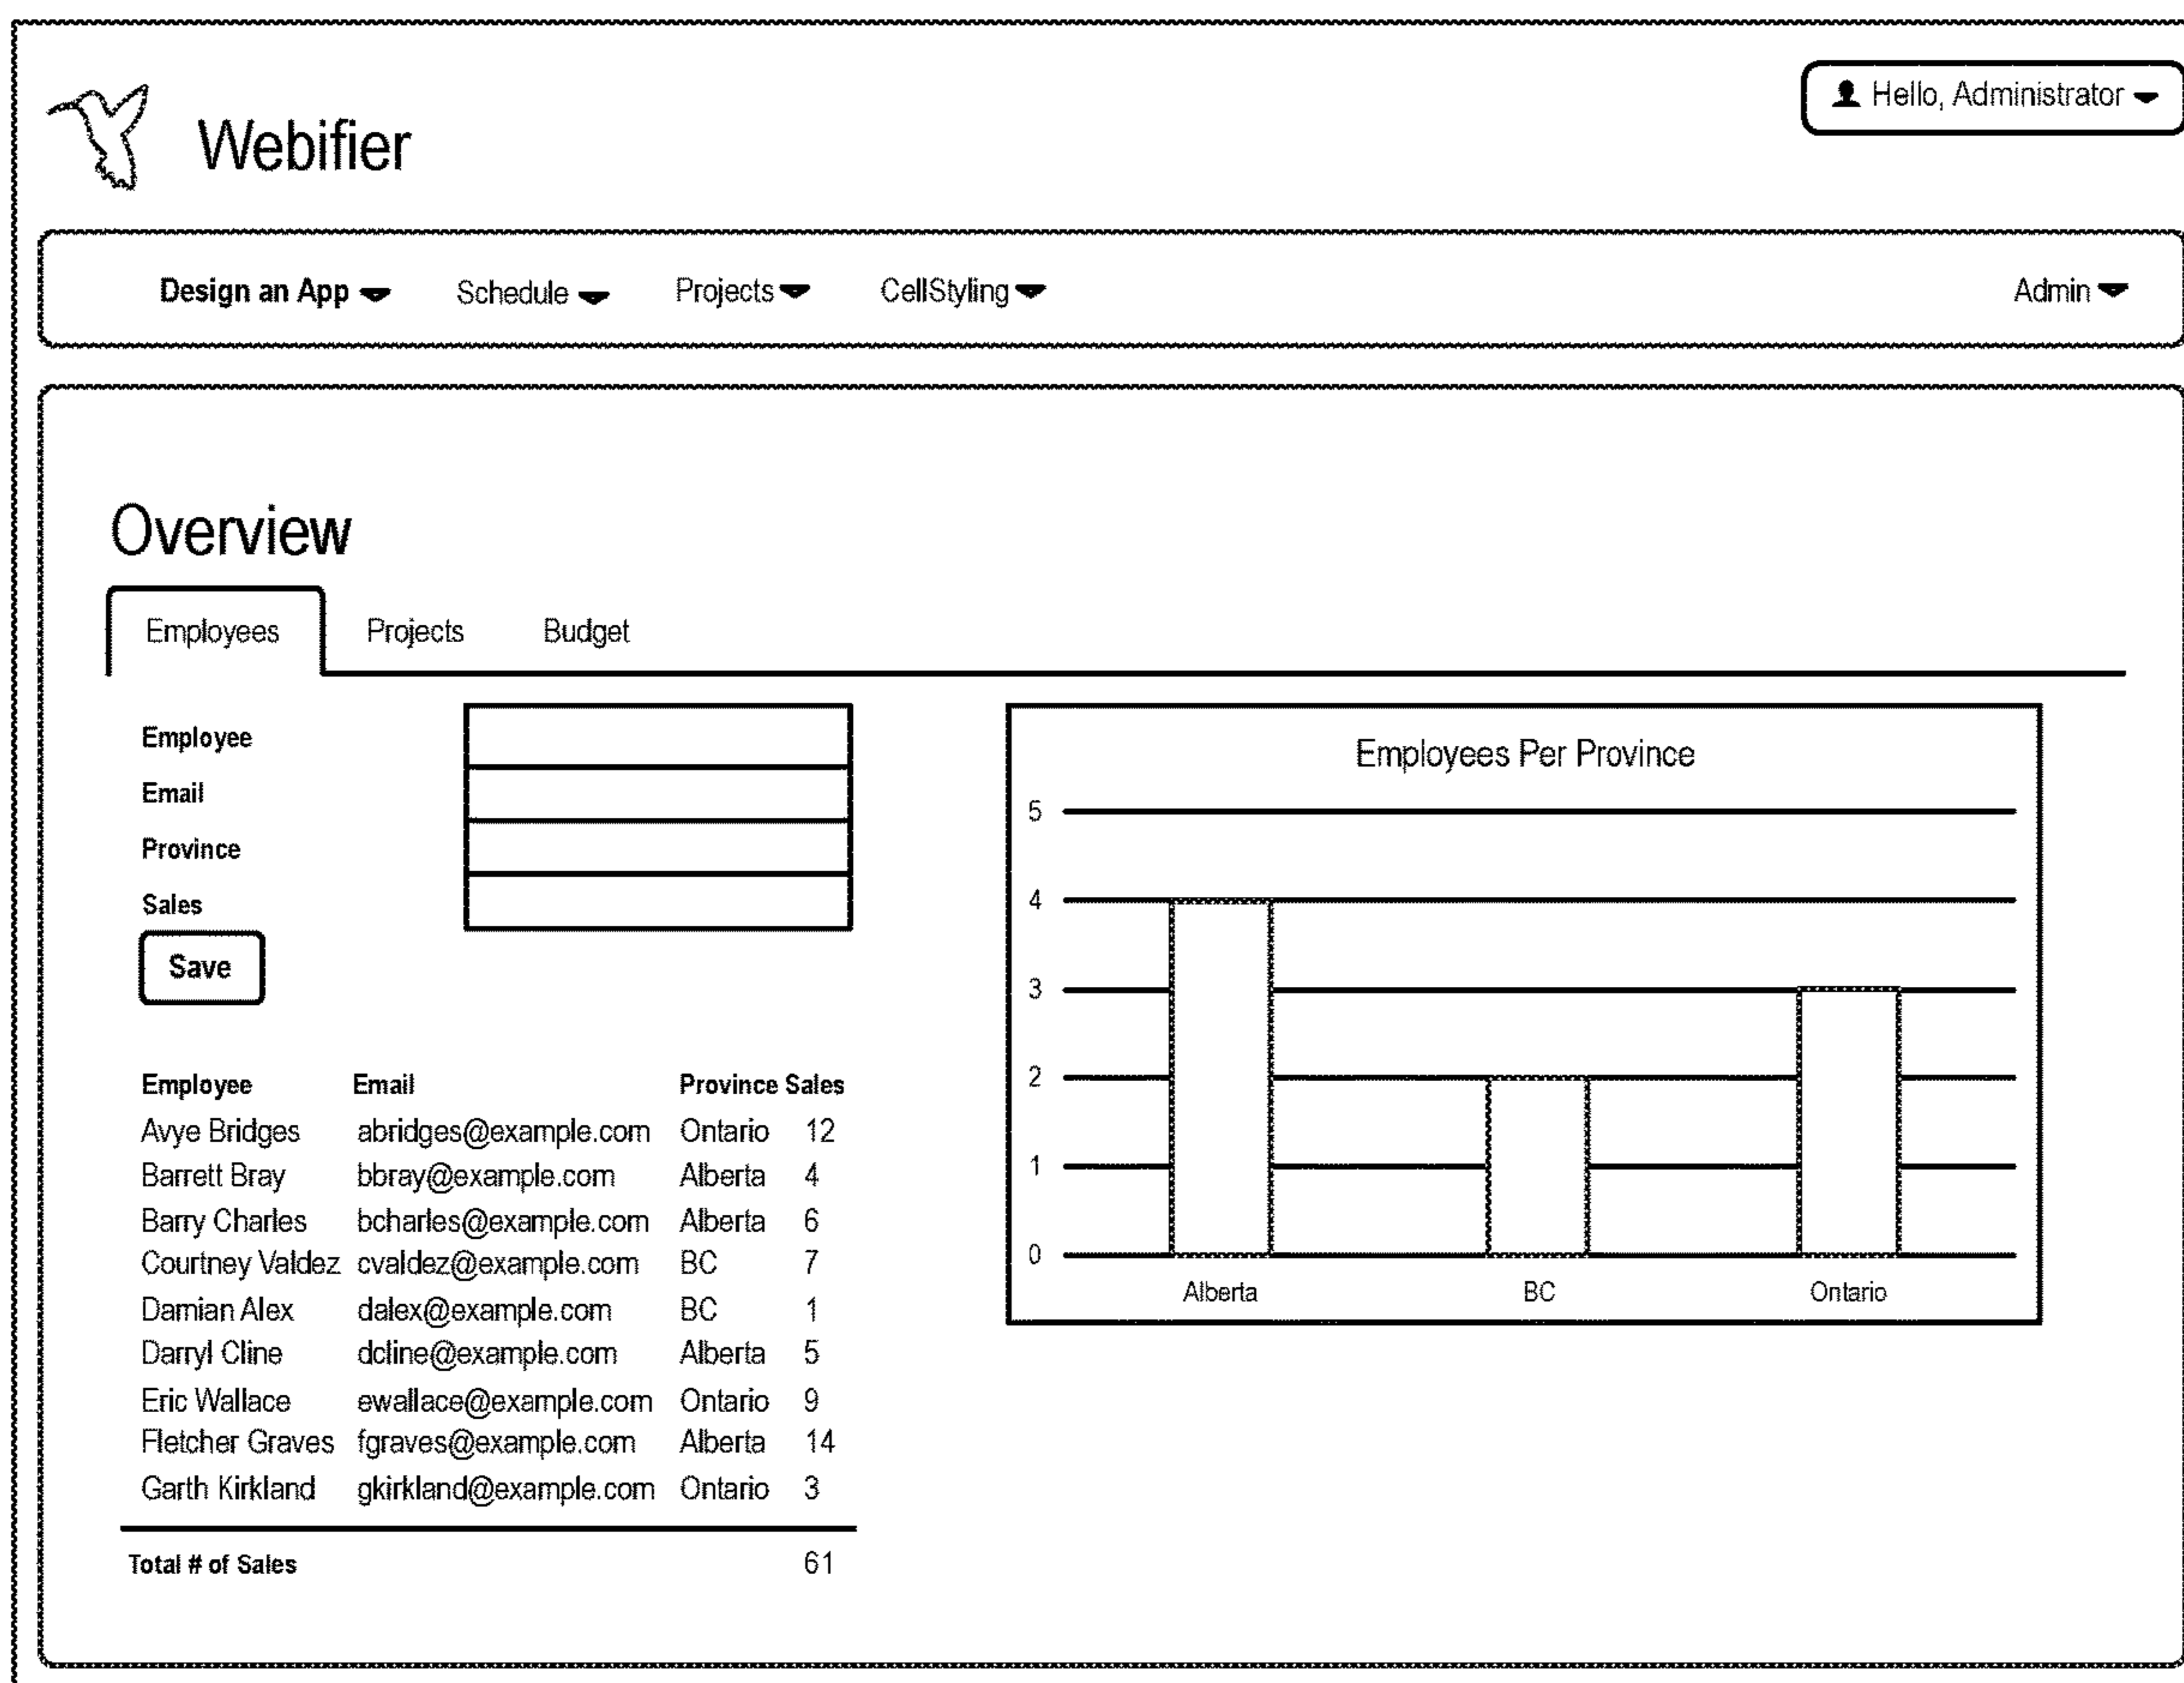 Hello, Administrator
Webifier
Design an App Schedule Projects CellStyling Admin
Overview
Employees Projects Budget
Employee
Email
Province
Sales
Save
Employee Email Province Sales
Avye Bridges abridges@example.com Ontario 12
Barrett Bray bbray@example.com Alberta 4
Barry Charles bcharles@example.com Alberta 6
Courtney Valdez cvaldez@example.com BC 7
Damian Alex dalex@example.com BC 1
Darryl Cline dcline@example.com Alberta 5
Eric Wallace ewallace@example.com Ontario 9
Fletcher Graves fgraves@example.com Alberta 14
Garth Kirkland gkirkland@example.com Ontario 3
Total # of Sales 61
Employees Per Province
5
4
3
2
1
0
Alberta BC Ontario